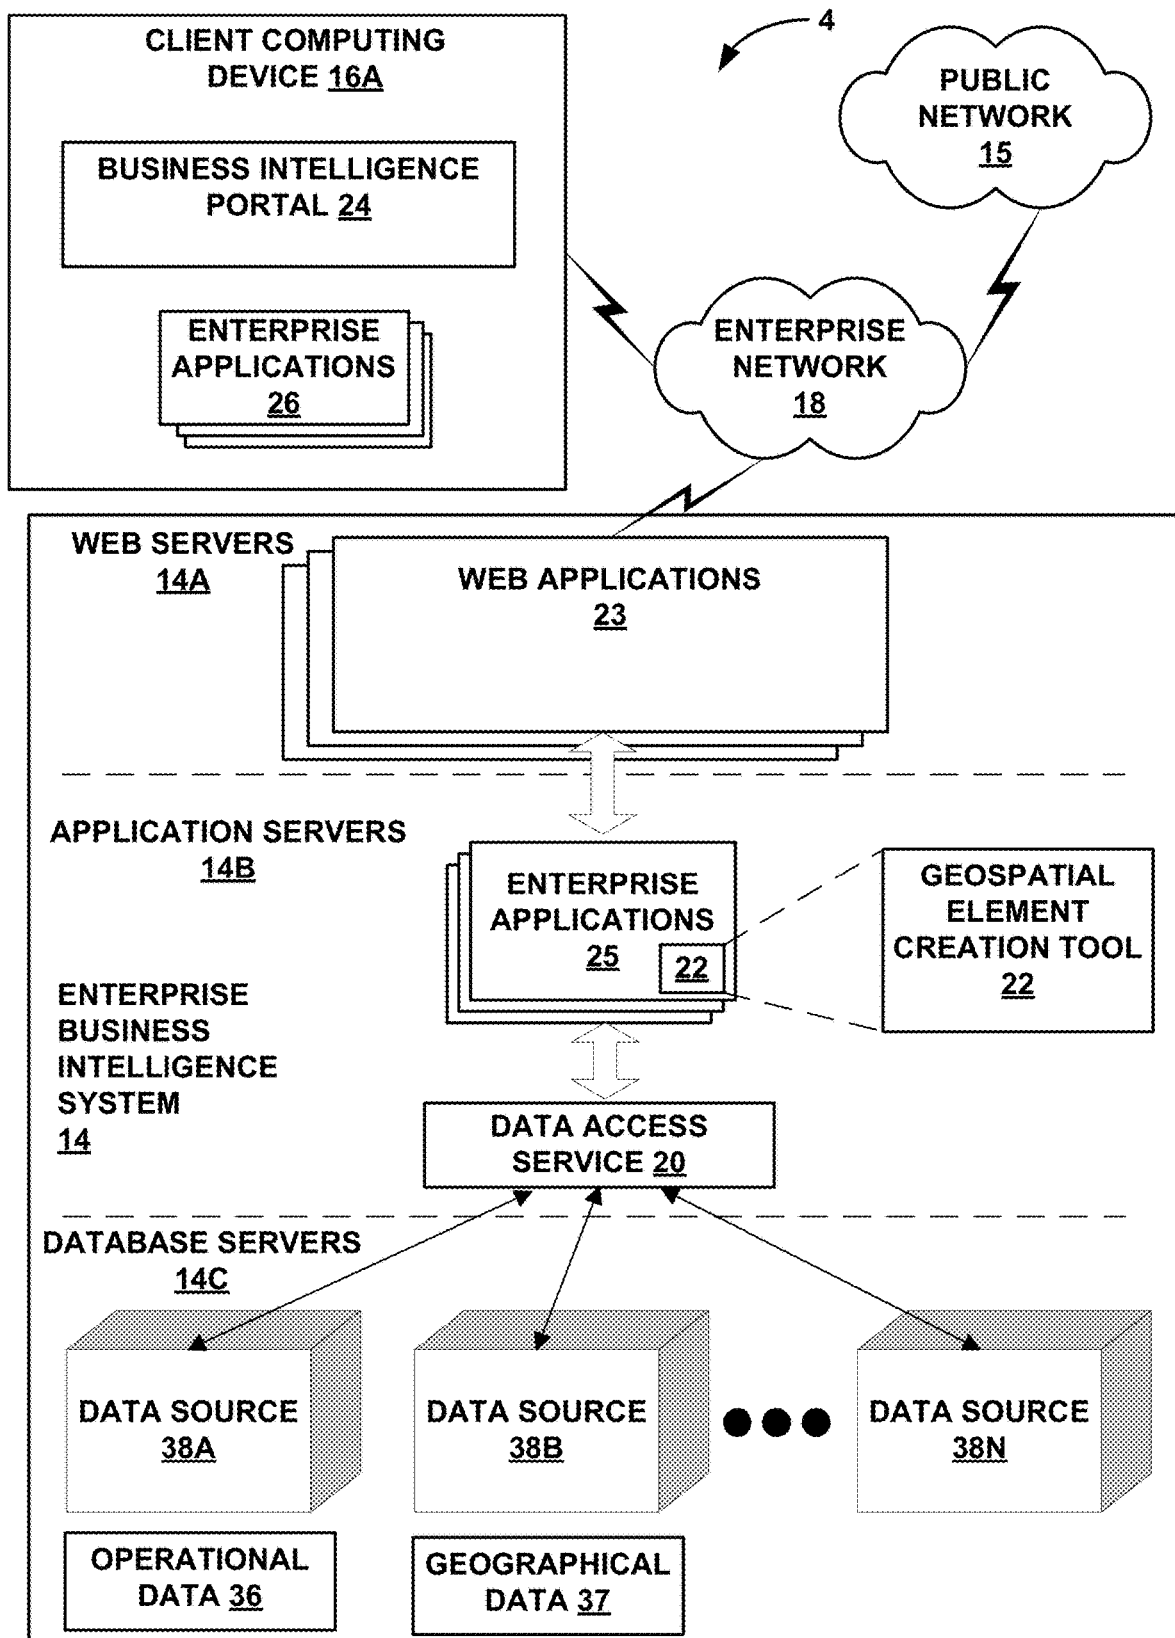 4
CLIENT COMPUTING
DEVICE 16A
BUSINESS INTELLIGENCE
PORTAL 24
ENTERPRISE
APPLICATIONS
26
PUBLIC
NETWORK
15
ENTERPRISE
NETWORK
18
WEB SERVERS
14A
WEB APPLICATIONS
23
APPLICATION SERVERS
14B
ENTERPRISE
APPLICATIONS
25
22
GEOSPATIAL
ELEMENT
CREATION TOOL
22
ENTERPRISE
BUSINESS
INTELLIGENCE
SYSTEM
14
DATA ACCESS
SERVICE 20
DATABASE SERVERS
14C
DATA SOURCE
38A
DATA SOURCE
38B
DATA SOURCE
38N
OPERATIONAL
DATA 36
GEOGRAPHICAL
DATA 37